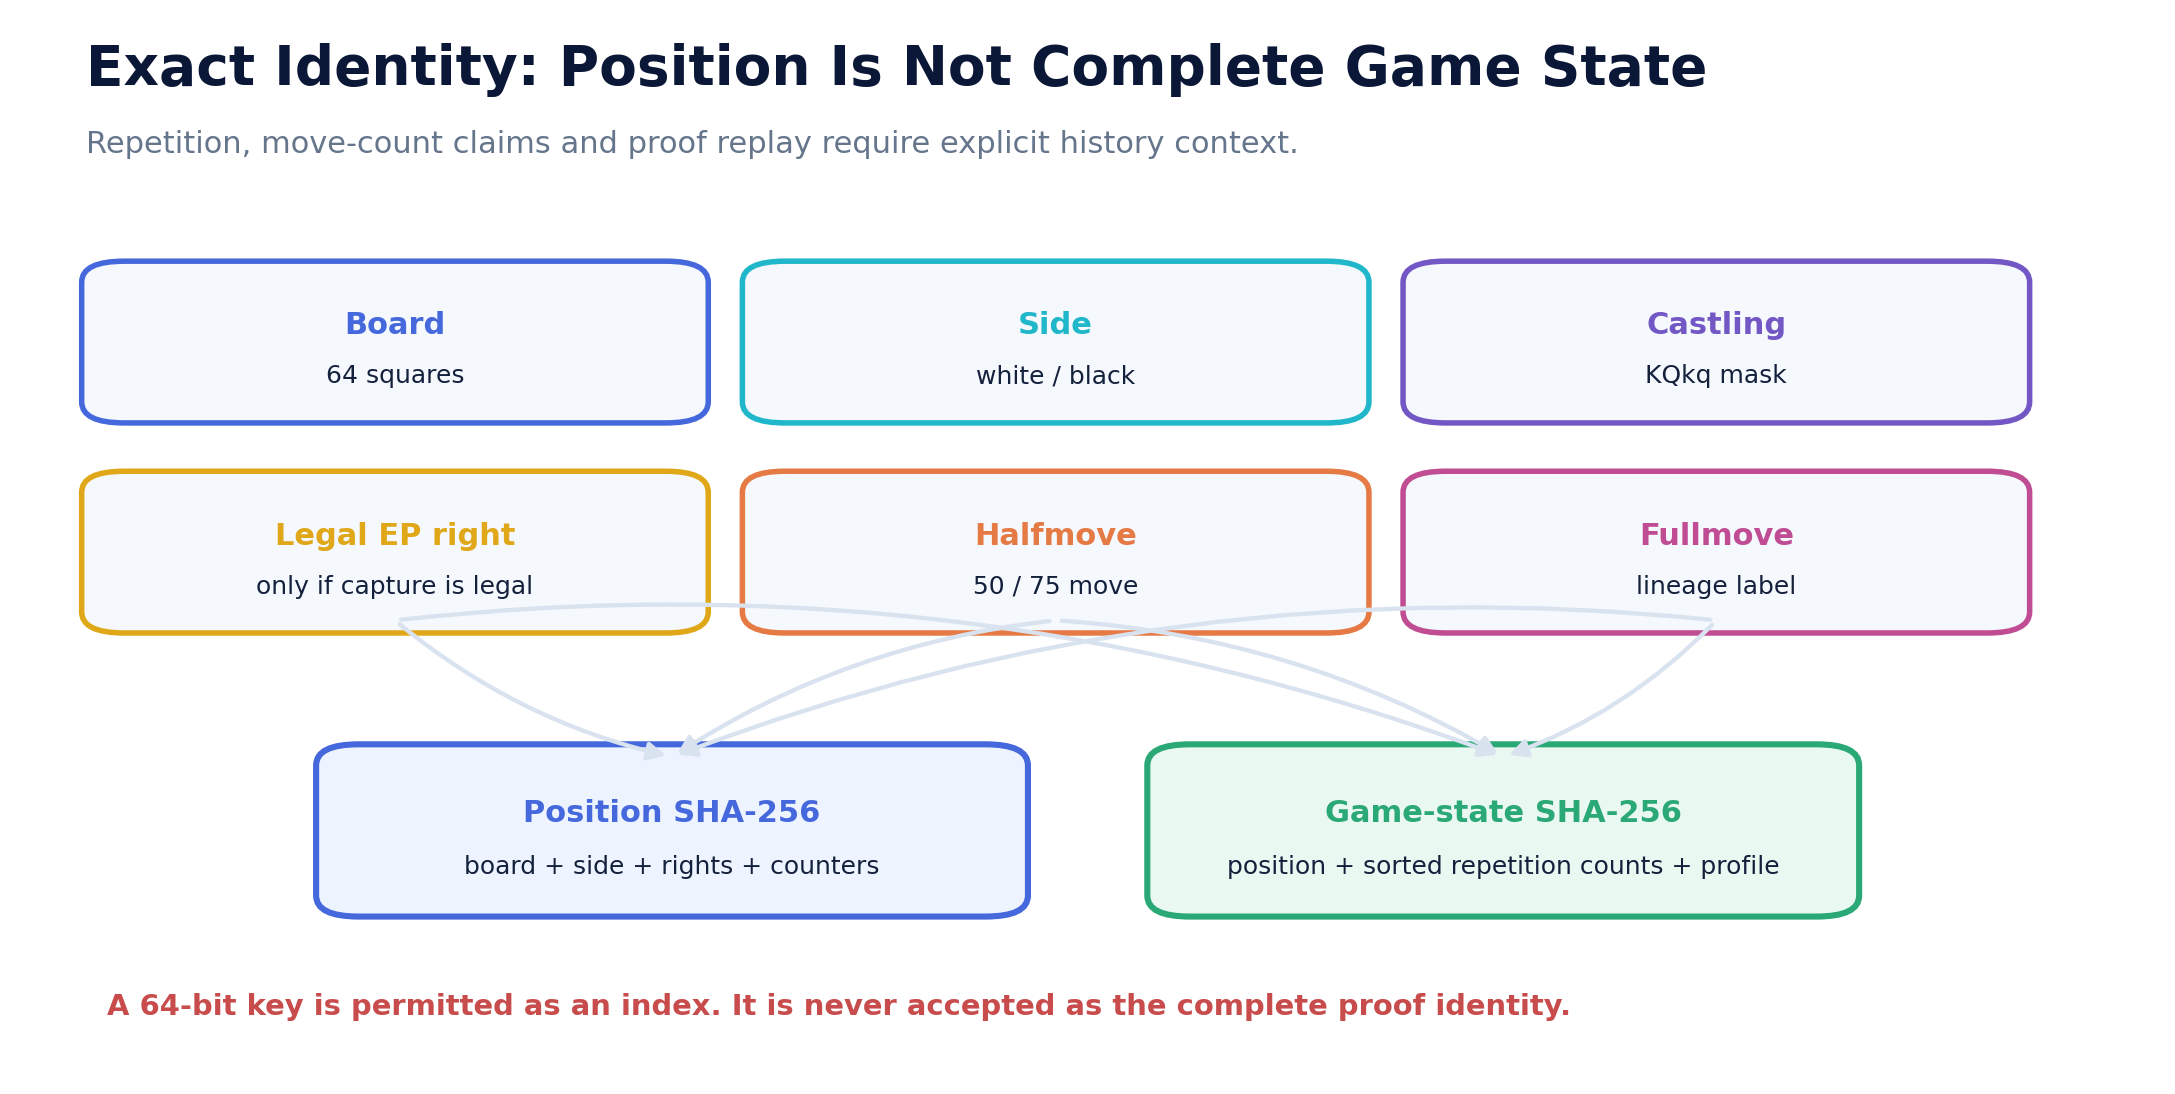 Exact Identity: Position Is Not Complete Game State
Repetition, move-count claims and proof replay require explicit history context.
Board
64 squares
Side
white / black
Castling
KQkq mask
Legal EP right
only if capture is legal
Halfmove
50 / 75 move
Fullmove
lineage label
Position SHA-256
board + side + rights + counters
Game-state SHA-256
position + sorted repetition counts + profile
A 64-bit key is permitted as an index. It is never accepted as the complete proof identity.